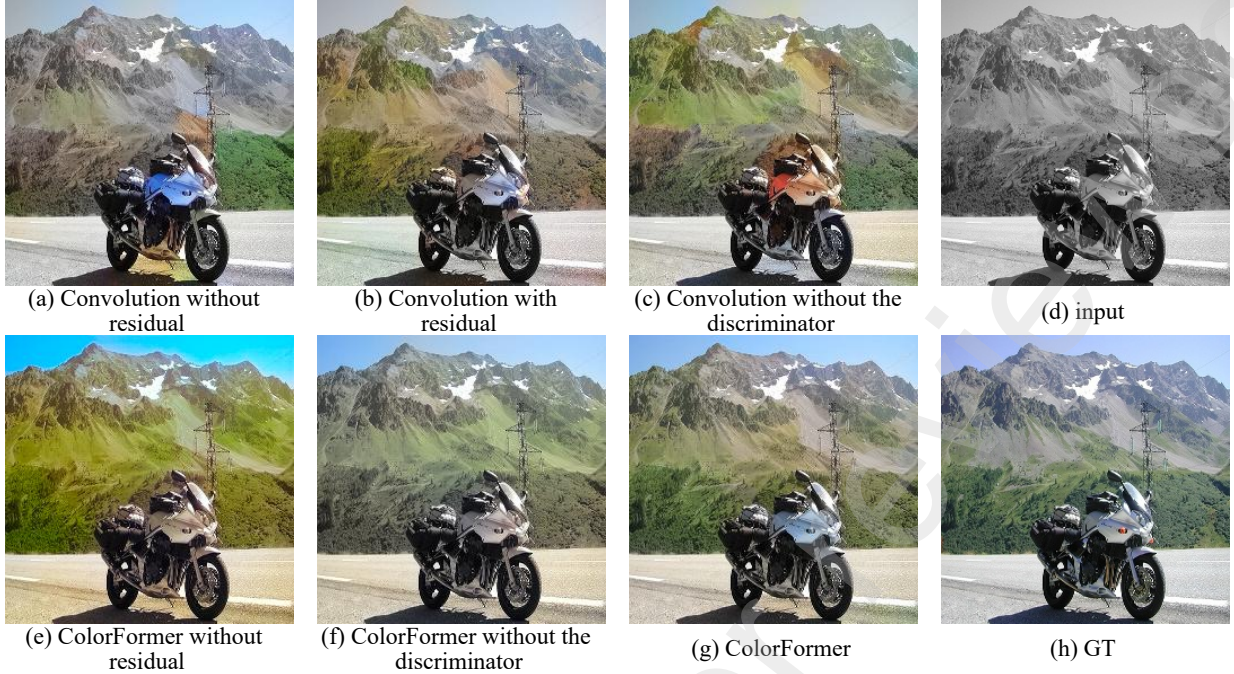 (a) Convolution without
residual
(b) Convolution with
residual
(c) Convolution without the
discriminator
(d) input
(e) ColorFormer without
residual
(f) ColorFormer without the
discriminator
(g) ColorFormer
(h) GT